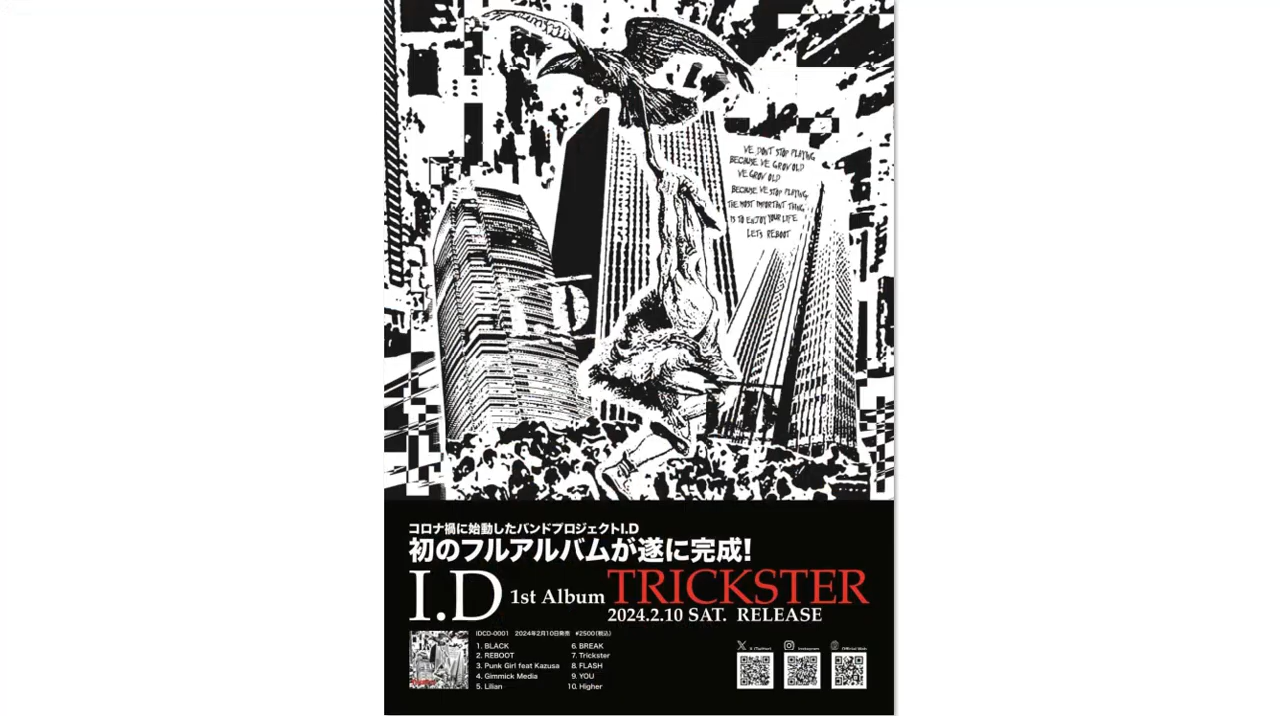 WE DON'T STOP PLAYING
BECAUSE WE GROW OLD
WE GROW OLD
BECAUSE WE STOP PLAYING
THE MOST IMPORTANT THING
IS TO ENJOY YOUR LIFE
LET'S REBOOT
I.D
コロナ禍に始動したバンドプロジェクトI.D
初のフルアルバムが遂に完成!
I.D 1st Album TRICKSTER
2024.2.10 SAT. RELEASE
IDCD-0001 2024年2月10日発売 ¥2500(税込)
1. BLACK
2. REBOOT
3. Punk Girl feat Kazusa
4. Gimmick Media
5. Lilian
6. BREAK
7. Trickster
8. FLASH
9. YOU
10. Higher
X (Twitter)
Instagram
Official Web